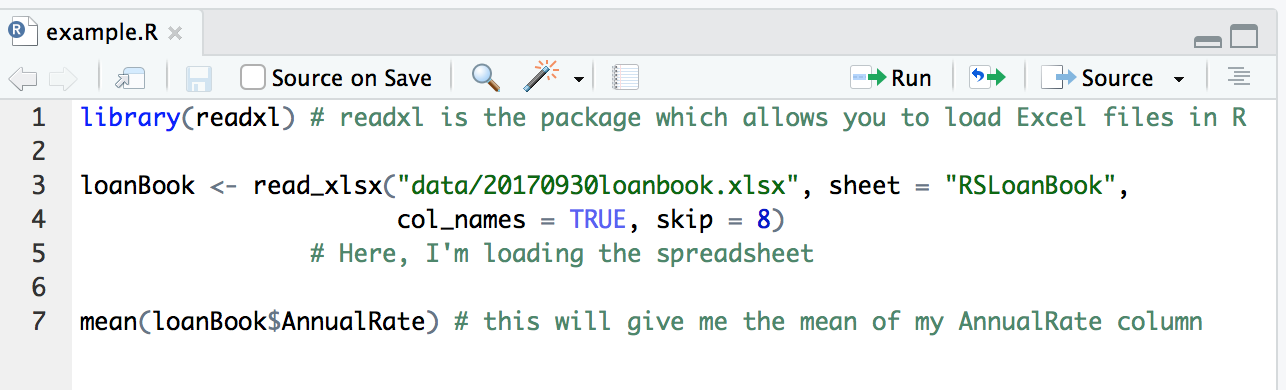 example.R
Source on Save Run Source
1 library(readxl) # readxl is the package which allows you to load Excel files in R
2
3 loanBook <- read_xlsx("data/20170930loanbook.xlsx", sheet = "RSLoanBook",
4 col_names = TRUE, skip = 8)
5 # Here, I'm loading the spreadsheet
6
7 mean(loanBook$AnnualRate) # this will give me the mean of my AnnualRate column